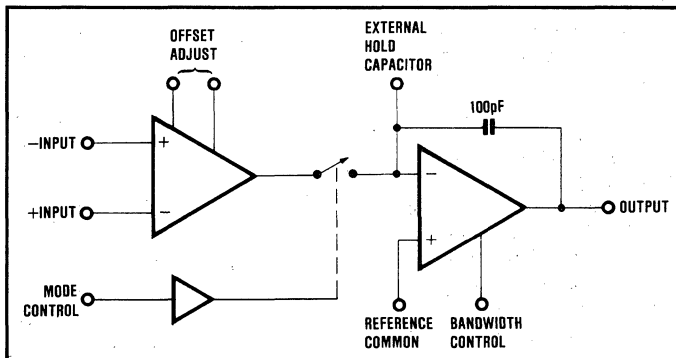 OFFSET
ADJUST
EXTERNAL
HOLD
CAPACITOR
100pF
−INPUT
+
−
+INPUT
−
+
OUTPUT
MODE
CONTROL
REFERENCE
COMMON
BANDWIDTH
CONTROL